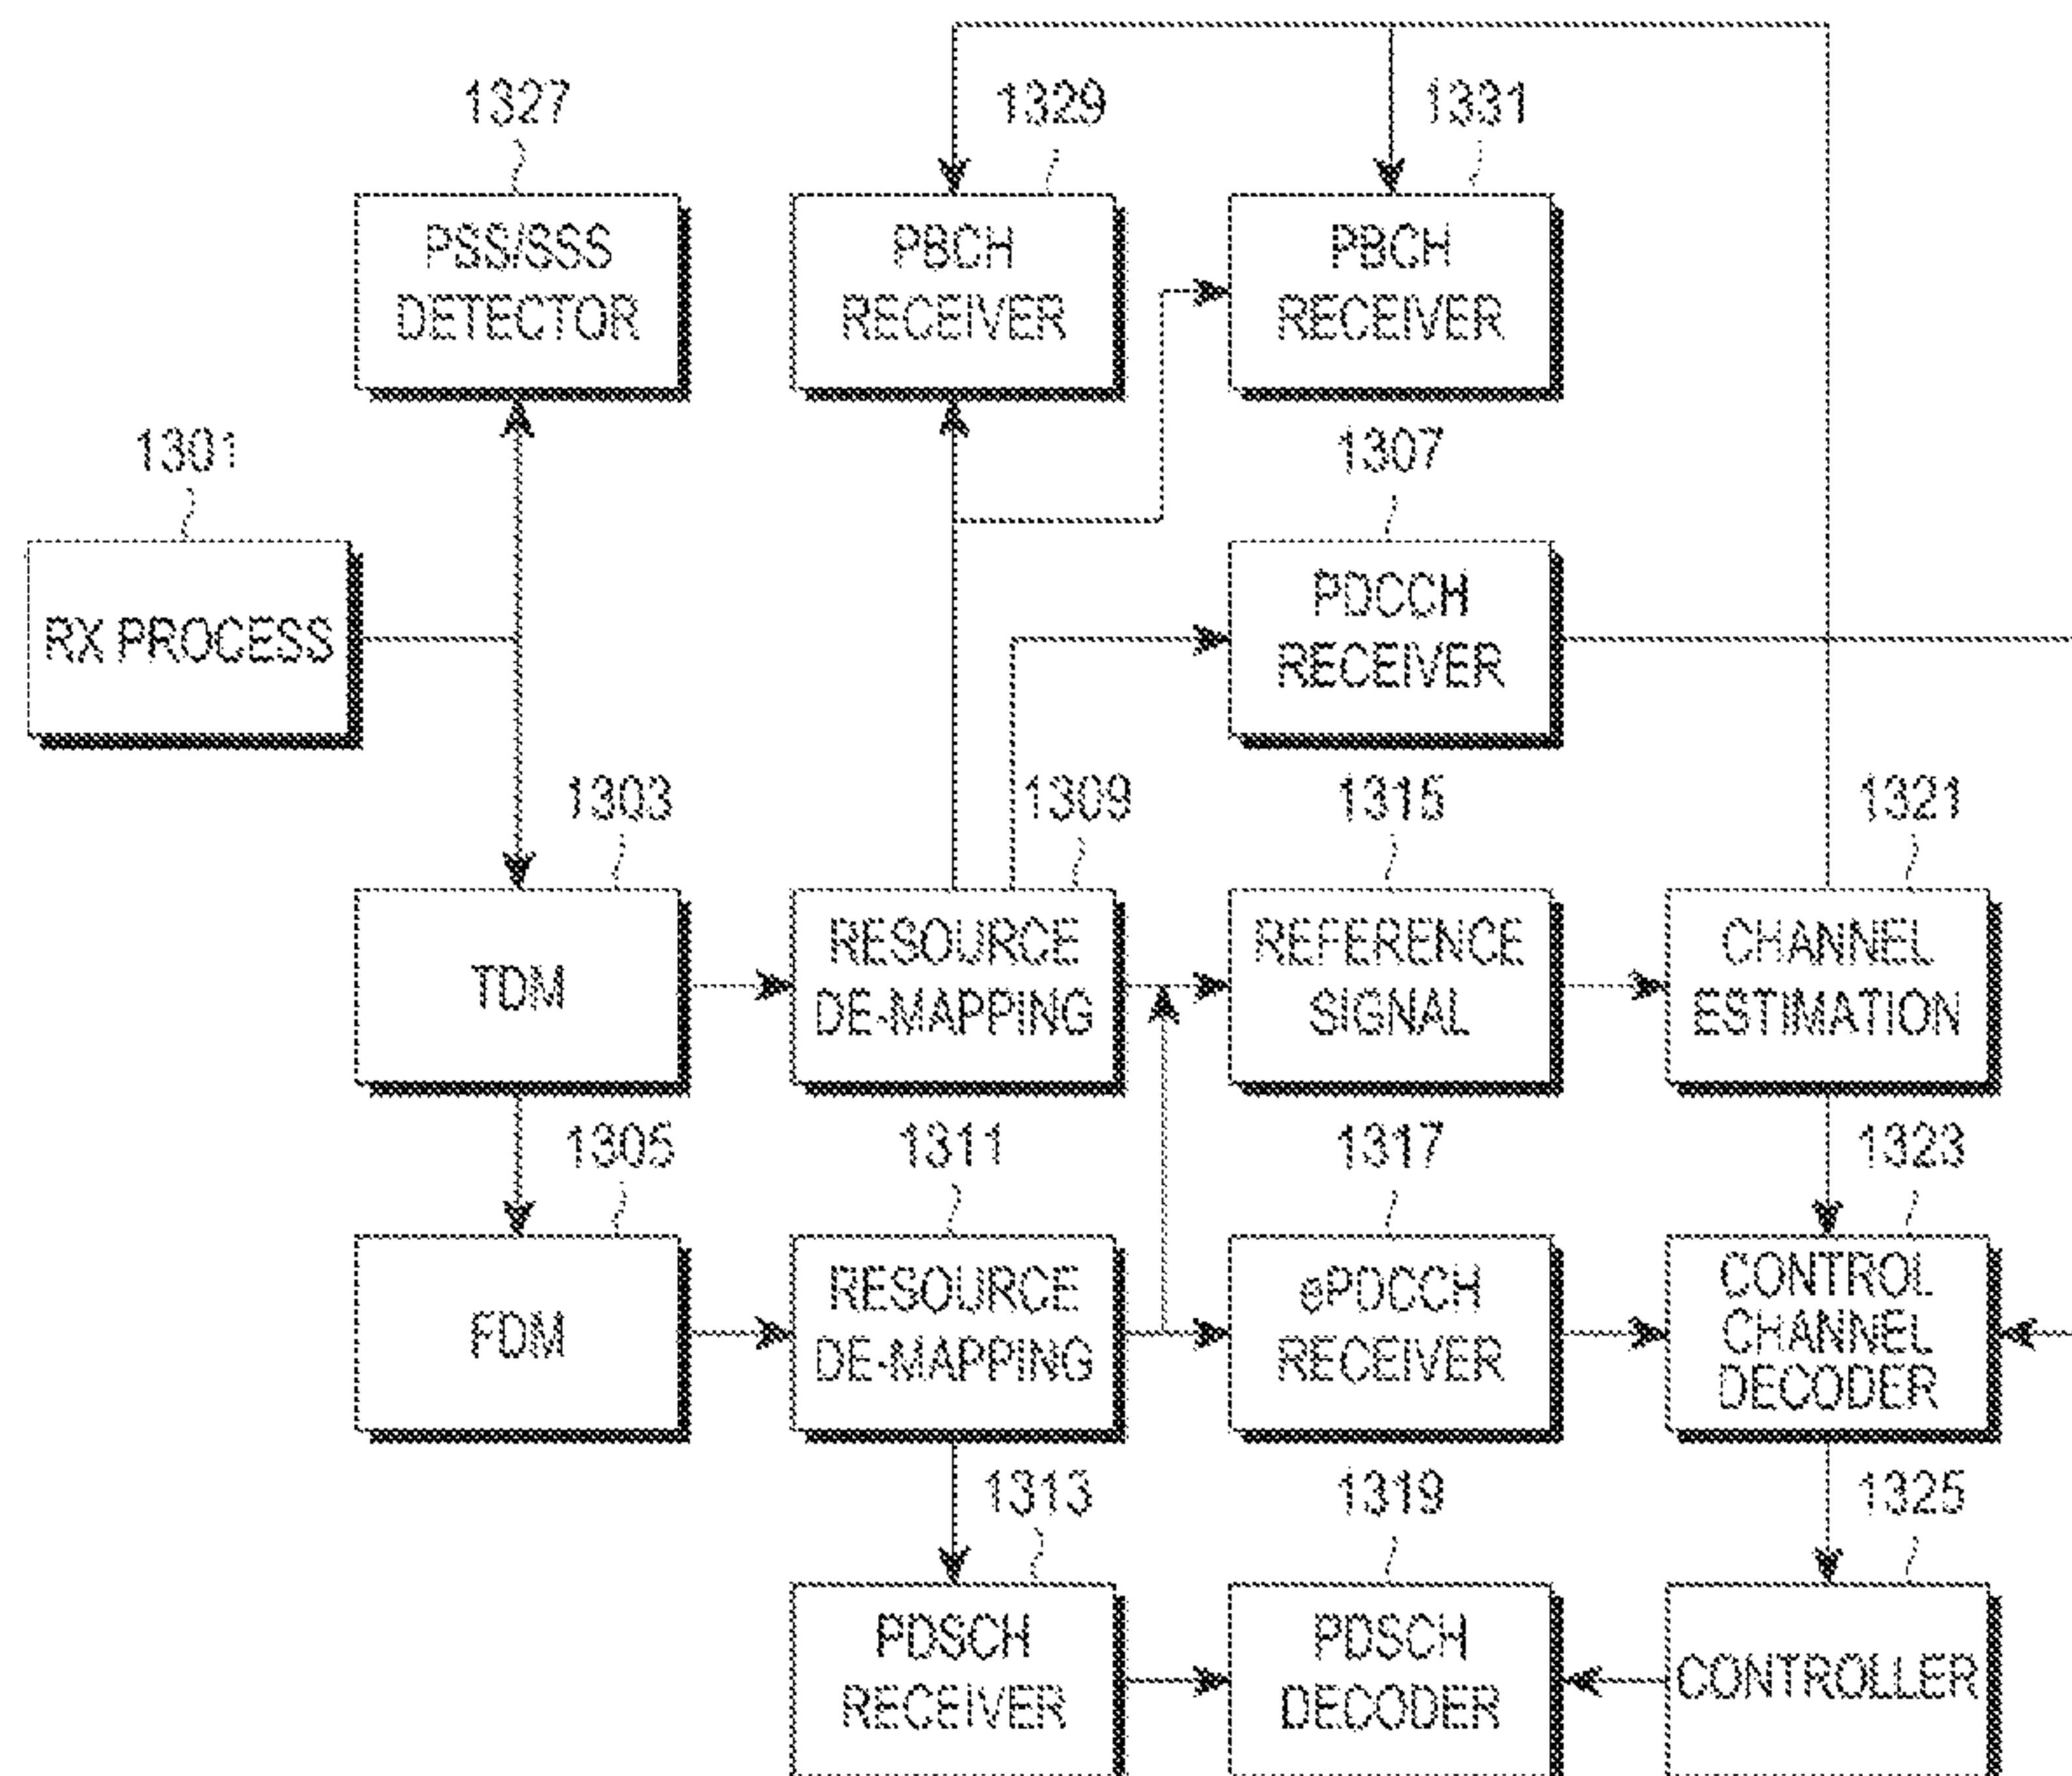 1327
1329
1331
PSS/SSS
DETECTOR
PBCH
RECEIVER
PBCH
RECEIVER
1301
1307
RX PROCESS
PDCCH
RECEIVER
1303
1309
1315
1321
TDM
RESOURCE
DE-MAPPING
REFERENCE
SIGNAL
CHANNEL
ESTIMATION
1305
1311
1317
1323
FDM
RESOURCE
DE-MAPPING
ePDCCH
RECEIVER
CONTROL
CHANNEL
DECODER
1313
1319
1325
PDSCH
RECEIVER
PDSCH
DECODER
CONTROLLER